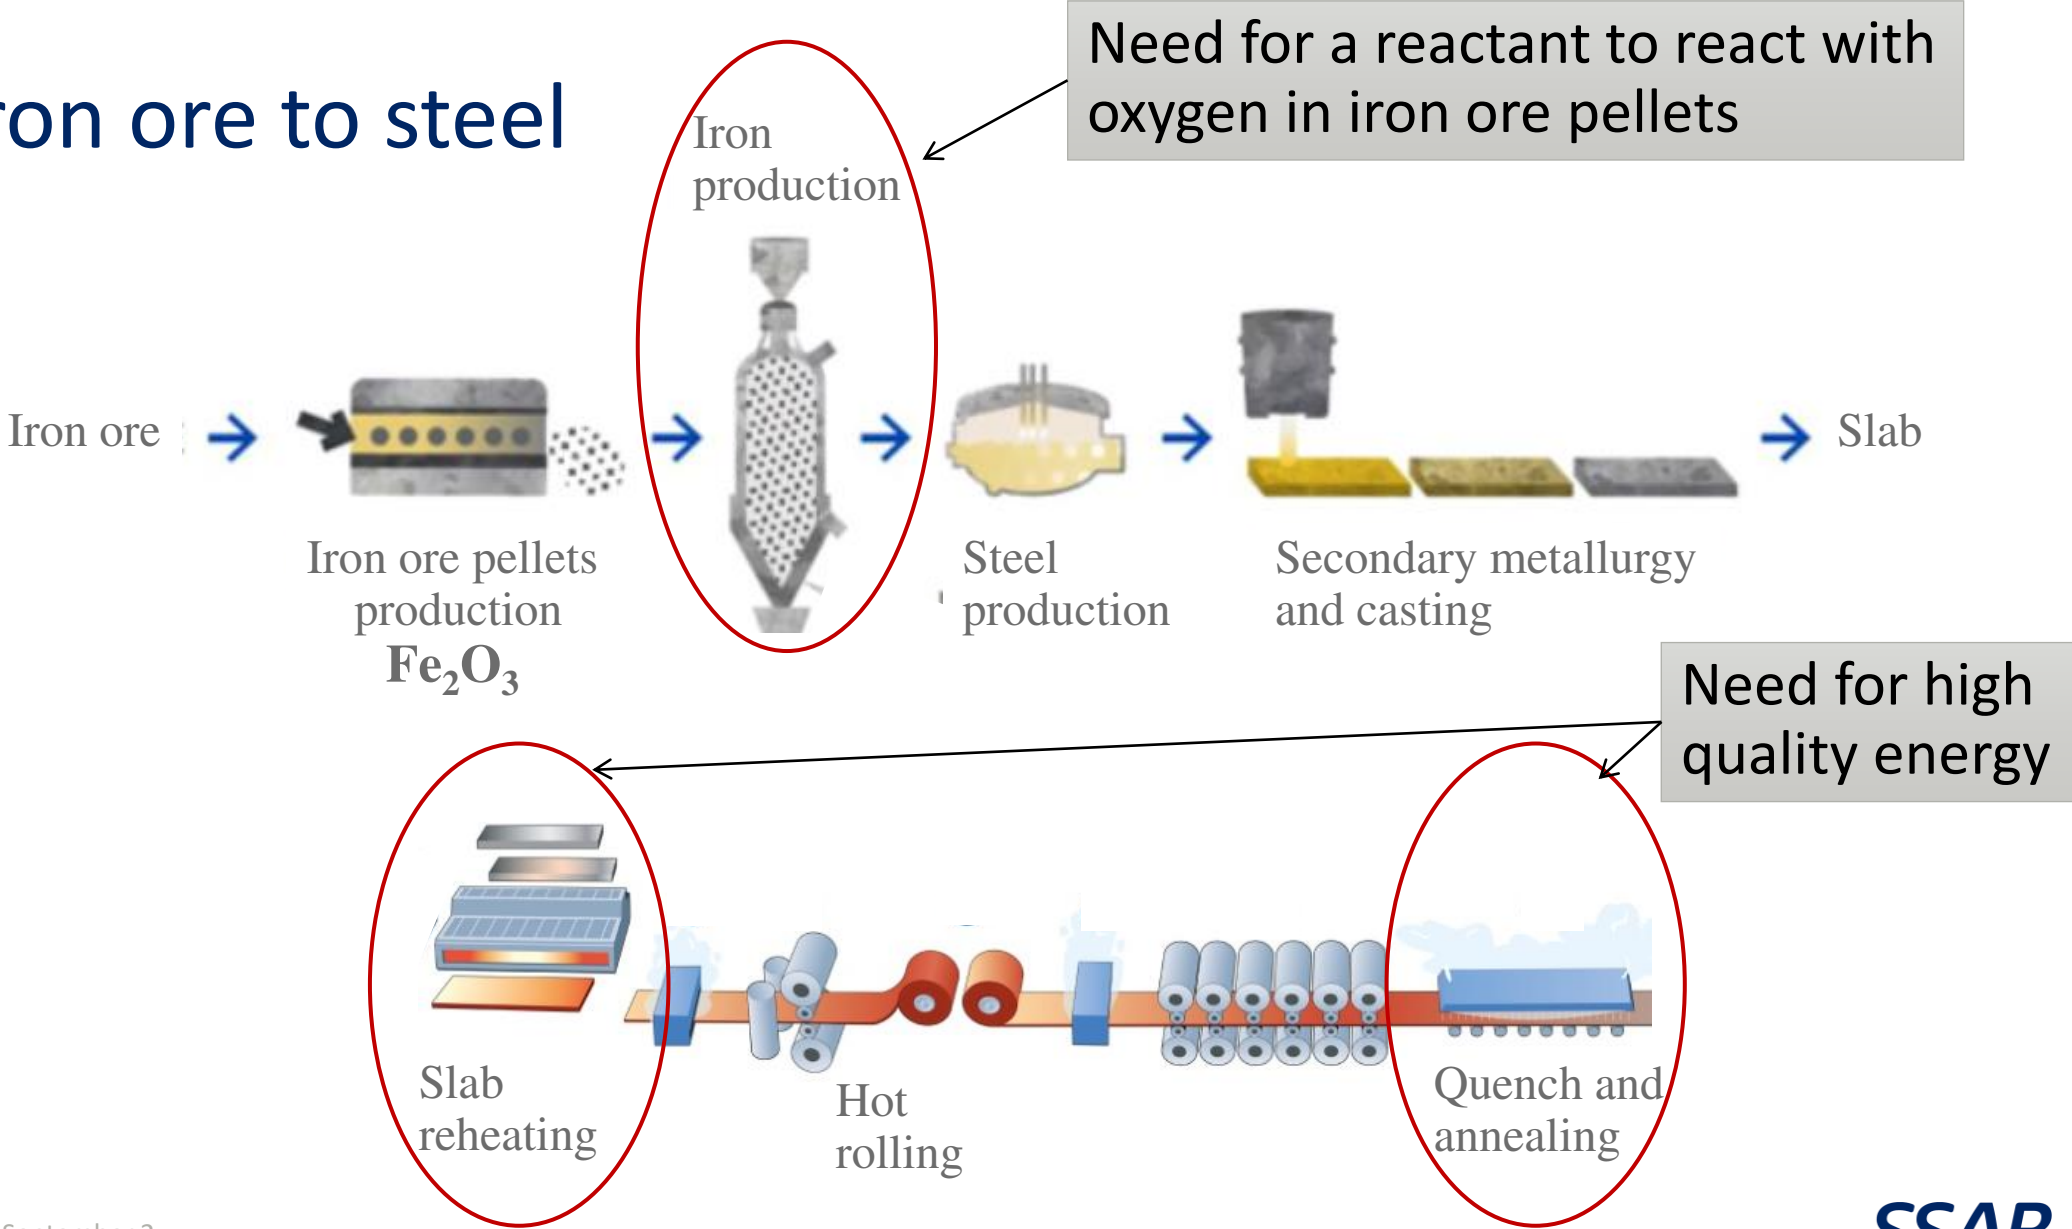 ron ore to steel
Need for a reactant to react with
oxygen in iron ore pellets
Iron
production
Iron ore
Slab
Iron ore pellets
production
Fe₂O₃
Steel
production
Secondary metallurgy
and casting
Need for high
quality energy
Slab
reheating
Hot
rolling
Quench and
annealing
SSAB